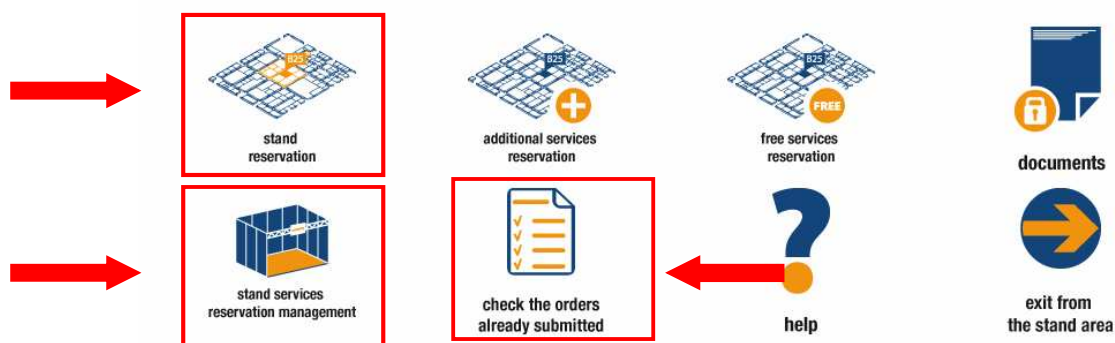 B25
stand
reservation
B25
additional services
reservation
B25
FREE
free services
reservation
documents
stand services
reservation management
check the orders
already submitted
?
help
exit from
the stand area